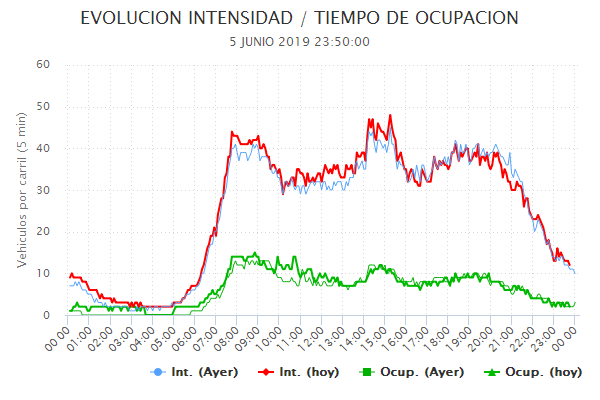 EVOLUCION INTENSIDAD / TIEMPO DE OCUPACION
5 JUNIO 2019 23:50:00
Vehiculos por carril (5 min)
60
50
40
30
20
10
0
00:00 01:00 02:00 03:00 04:00 05:00 06:00 07:00 08:00 09:00 10:00 11:00 12:00 13:00 14:00 15:00 16:00 17:00 18:00 19:00 20:00 21:00 22:00 23:00 00:00
Int. (Ayer) Int. (hoy) Ocup. (Ayer) Ocup. (hoy)